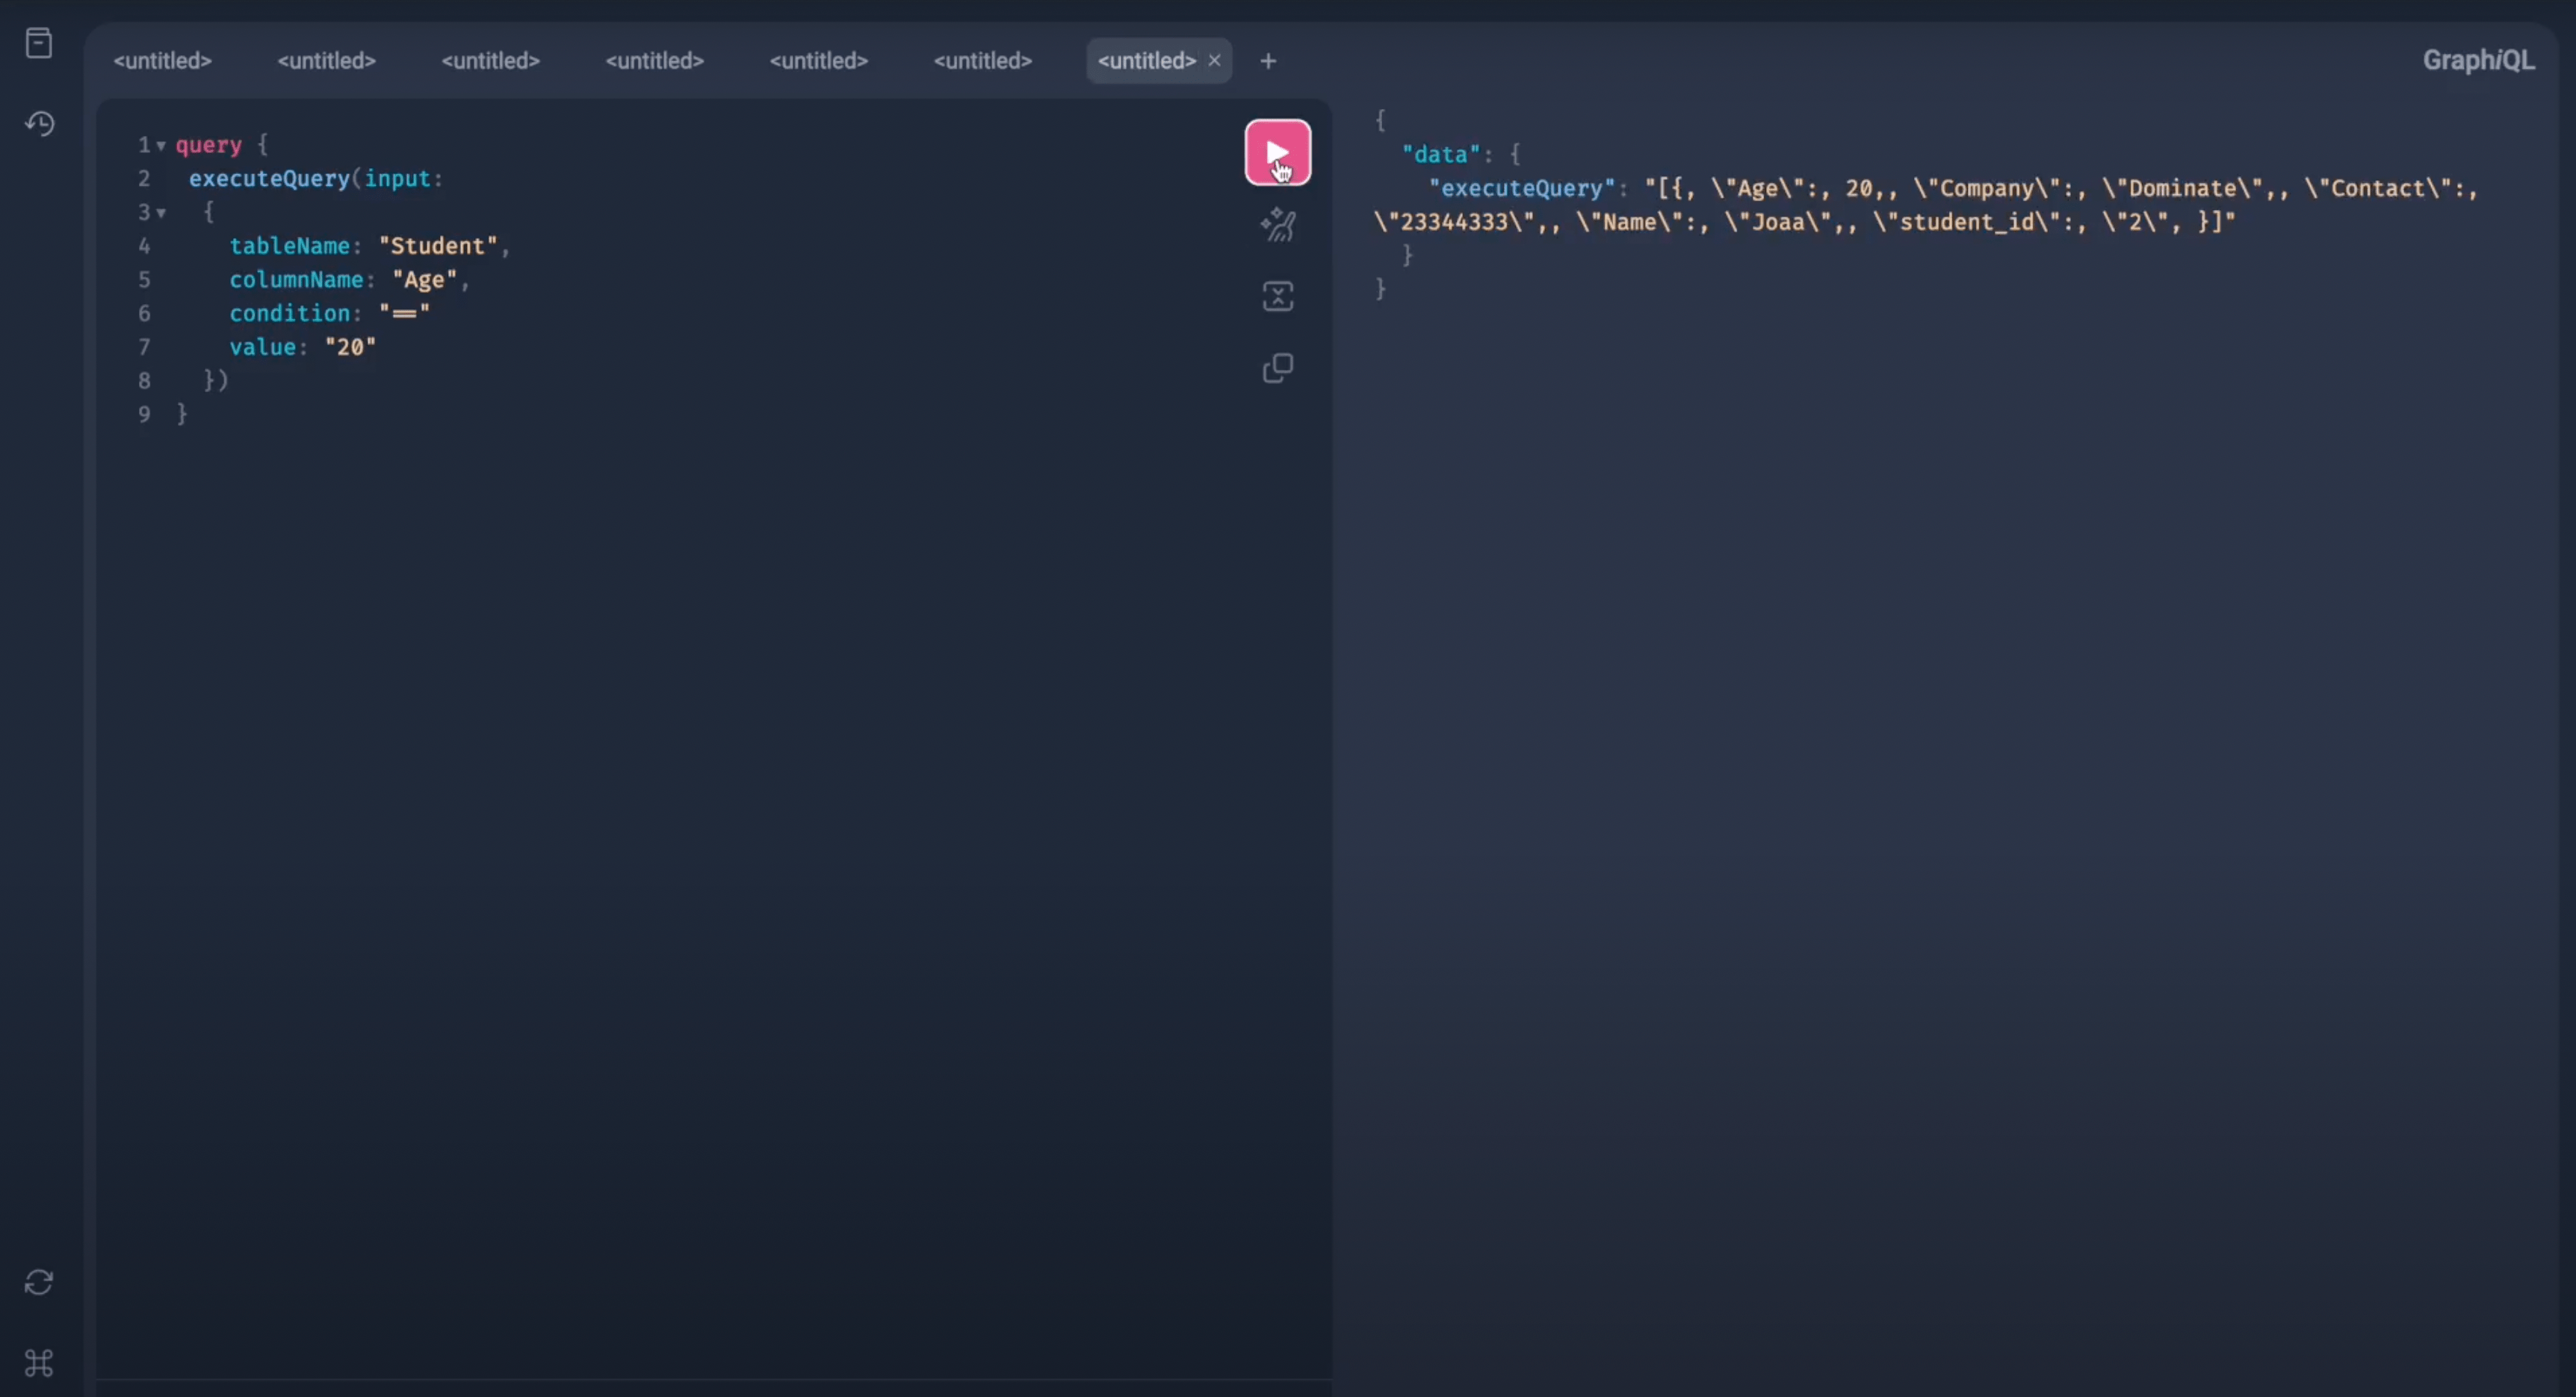 <untitled> <untitled> <untitled> <untitled> <untitled> <untitled> <untitled> × +
GraphiQL
1 query {
2 executeQuery(input:
3 {
4 tableName: "Student",
5 columnName: "Age",
6 condition: "=="
7 value: "20"
8 })
9 }
{
"data": {
"executeQuery": "[{, \"Age\":, 20,, \"Company\":, \"Dominate\",, \"Contact\":,
\"23344333\",, \"Name\":, \"Joaa\",, \"student_id\":, \"2\", }]"
}
}